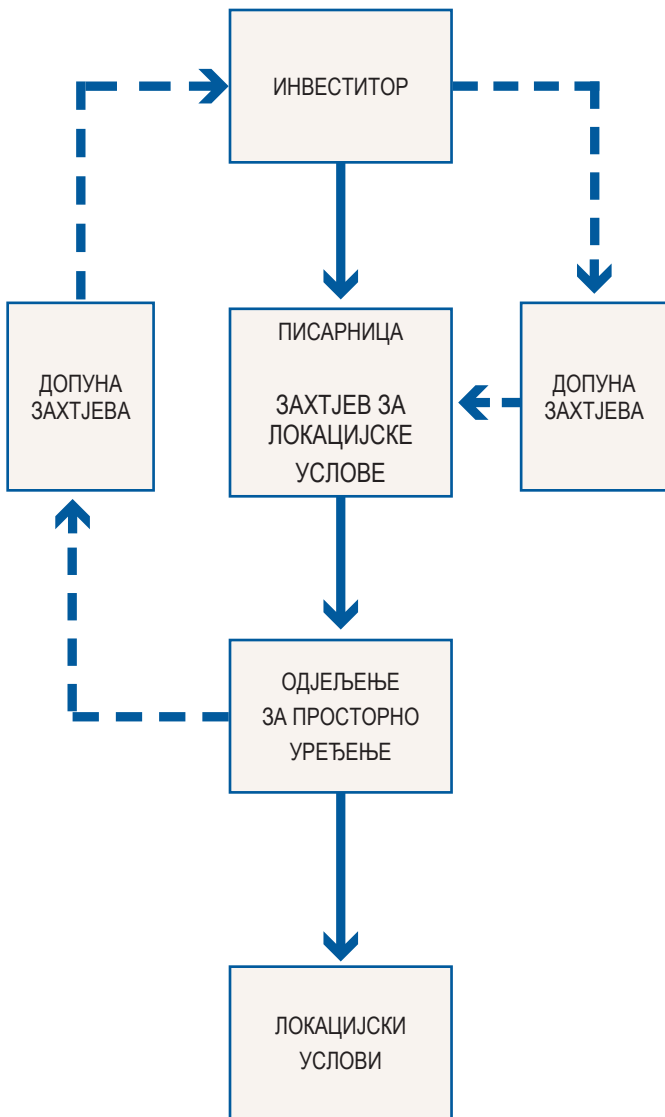 ИНВЕСТИТОР
ПИСАРНИЦА
ЗАХТЈЕВ ЗА
ЛОКАЦИЈСКЕ
УСЛОВЕ
ДОПУНА
ЗАХТЈЕВА
ДОПУНА
ЗАХТЈЕВА
ОДЈЕЉЕЊЕ
ЗА ПРОСТОРНО
УРЕЂЕЊЕ
ЛОКАЦИЈСКИ
УСЛОВИ